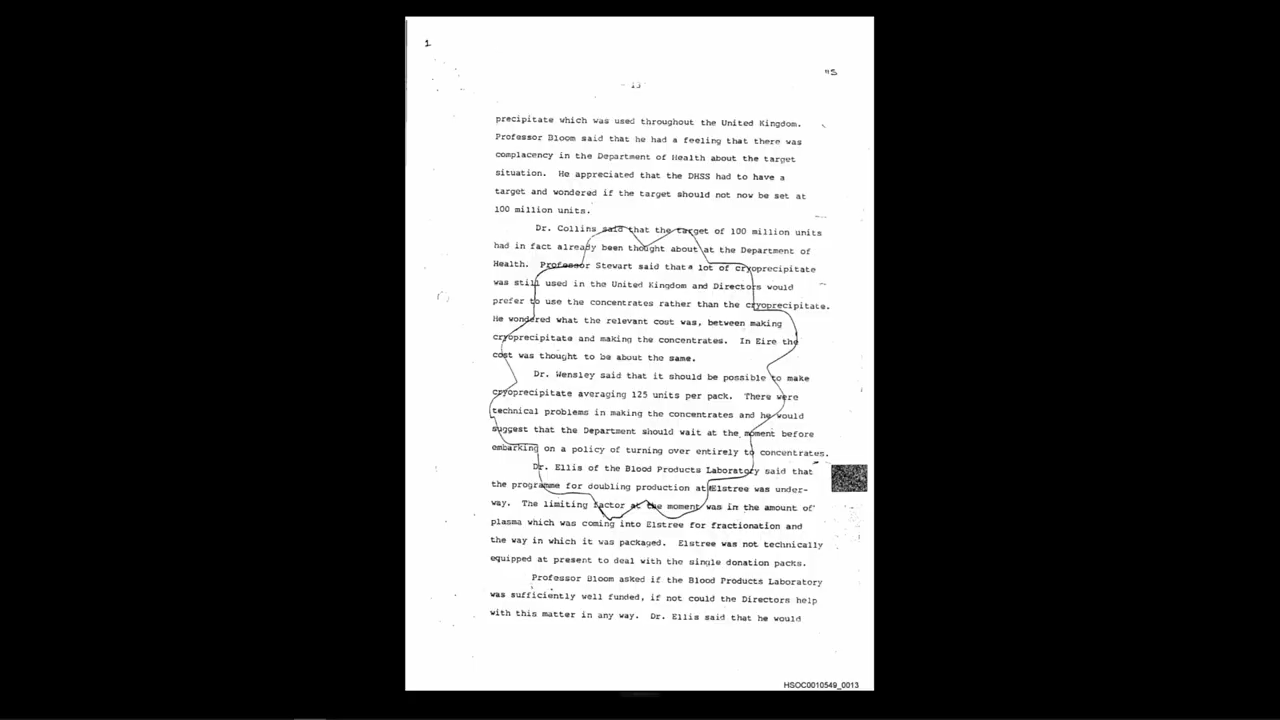 1
"5
- 13
precipitate which was used throughout the United Kingdom.
Professor Bloom said that he had a feeling that there was
complacency in the Department of Health about the target
situation. He appreciated that the DHSS had to have a
target and wondered if the target should not now be set at
100 million units.
Dr. Collins said that the target of 100 million units
had in fact already been thought about at the Department of
Health. Professor Stewart said that a lot of cryoprecipitate
was still used in the United Kingdom and Directors would
prefer to use the concentrates rather than the cryoprecipitate.
He wondered what the relevant cost was, between making
cryoprecipitate and making the concentrates. In Eire the
cost was thought to be about the same.
Dr. Wensley said that it should be possible to make
cryoprecipitate averaging 125 units per pack. There were
technical problems in making the concentrates and he would
suggest that the Department should wait at the moment before
embarking on a policy of turning over entirely to concentrates.
Dr. Ellis of the Blood Products Laboratory said that
the programme for doubling production at Elstree was under-
way. The limiting factor at the moment was in the amount of
plasma which was coming into Elstree for fractionation and
the way in which it was packaged. Elstree was not technically
equipped at present to deal with the single donation packs.
Professor Bloom asked if the Blood Products Laboratory
was sufficiently well funded, if not could the Directors help
with this matter in any way. Dr. Ellis said that he would
HSOC0010549_0013